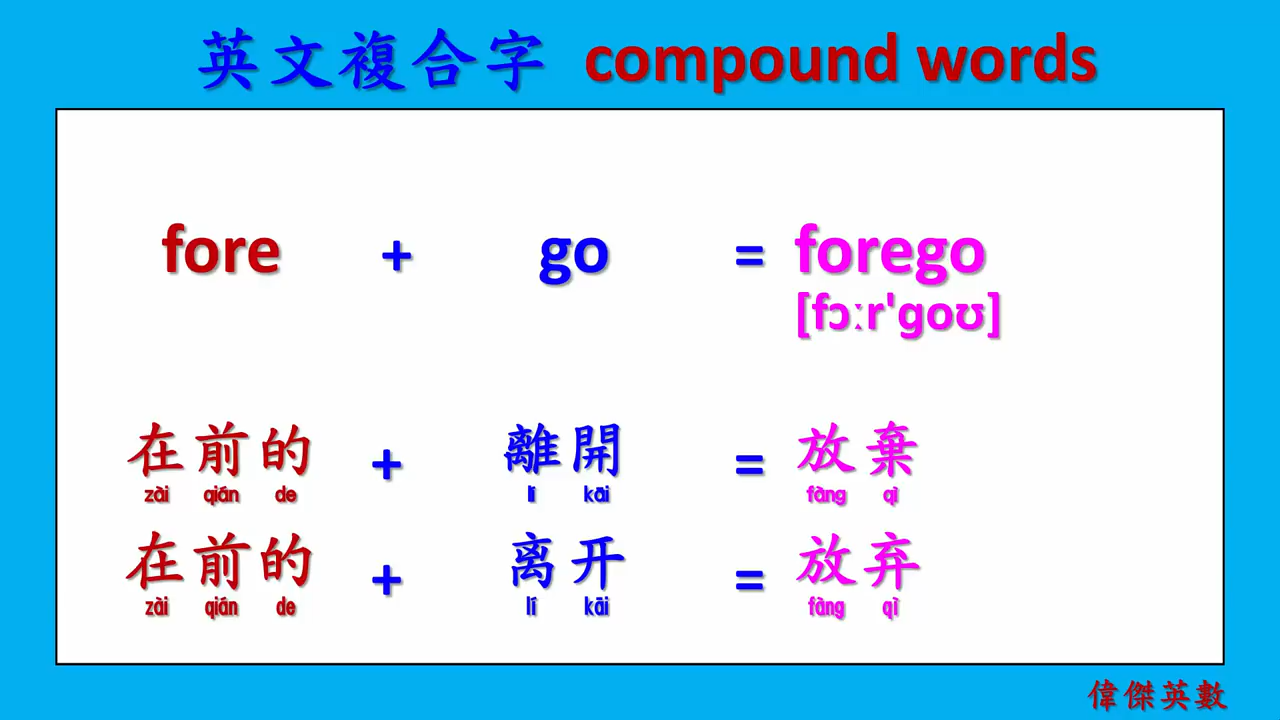 英文複合字 compound words
fore + go = forego
[fɔːr'goʊ]
在前的 + 離開 = 放棄
zài qián de lí kāi fàng qì
在前的 + 离开 = 放弃
zài qián de lí kāi fàng qì
偉傑英數